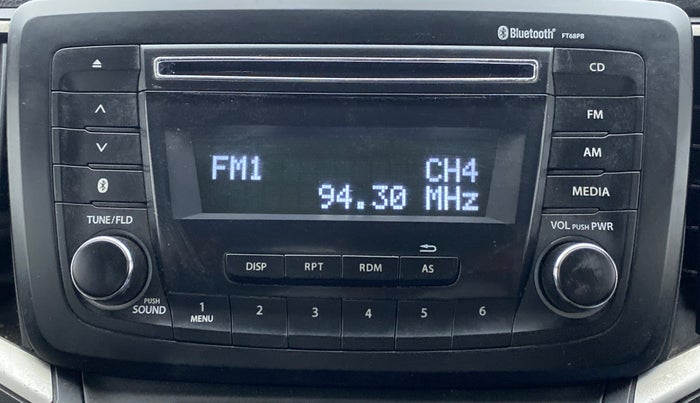 Bluetooth® FT68PB
CD
FM
AM
MEDIA
FM1 CH4
94.30 MHz
TUNE/FLD
VOL PUSH PWR
DISP RPT RDM AS
PUSH
SOUND
1 2 3 4 5 6
MENU